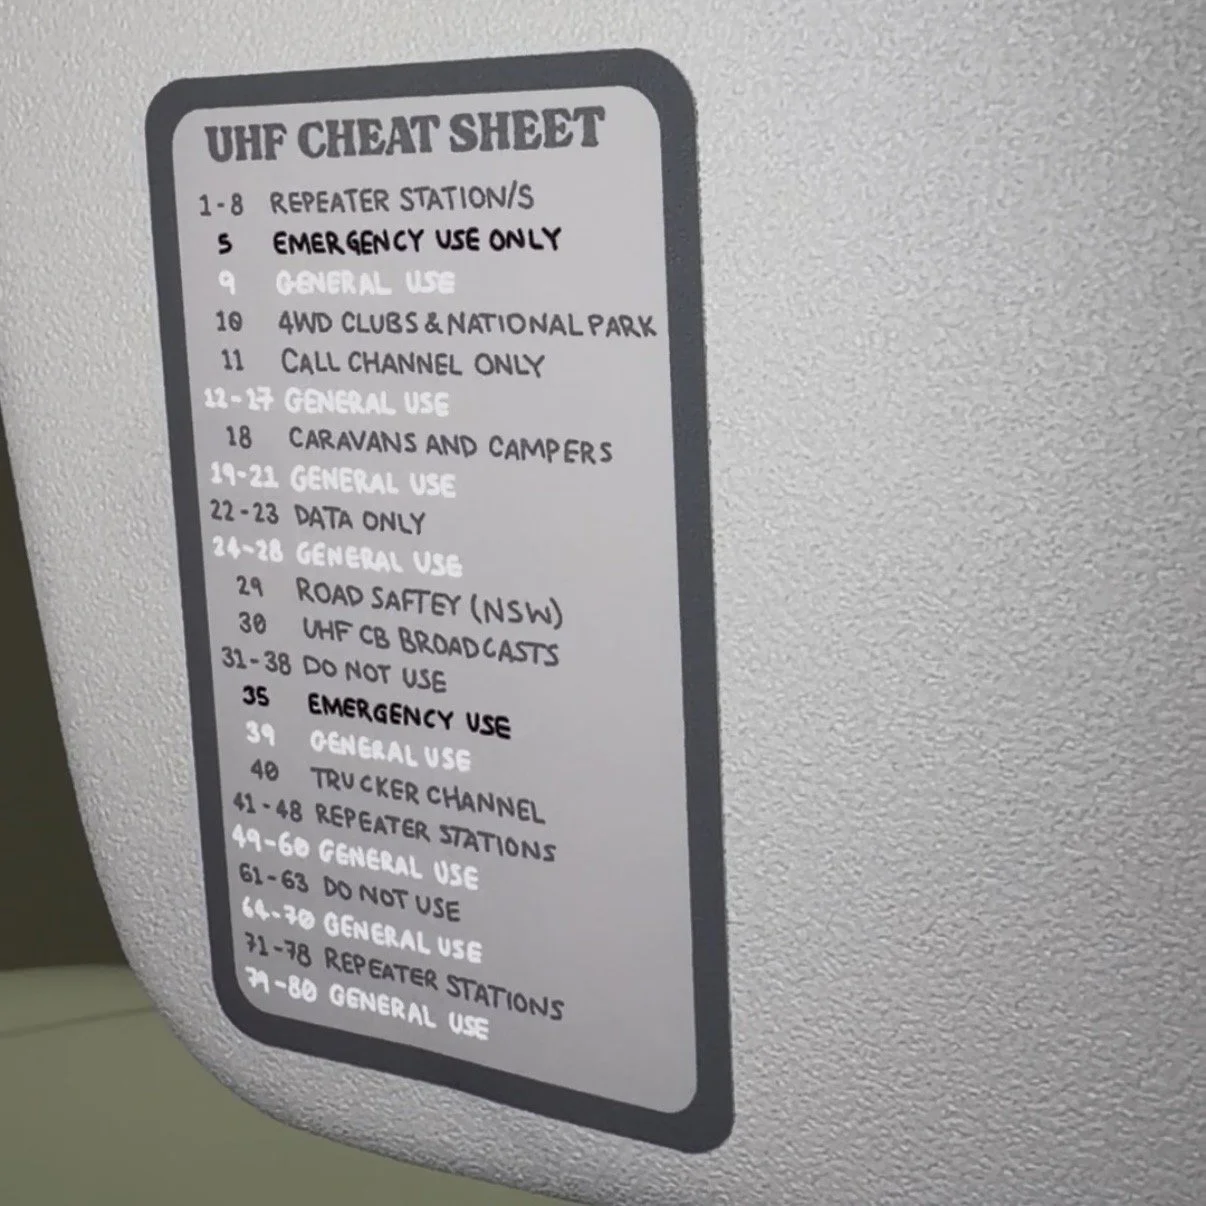 UHF CHEAT SHEET
1-8 REPEATER STATION/S
5 EMERGENCY USE ONLY
9 GENERAL USE
10 4WD CLUBS & NATIONAL PARK
11 CALL CHANNEL ONLY
12-17 GENERAL USE
18 CARAVANS AND CAMPERS
19-21 GENERAL USE
22-23 DATA ONLY
24-28 GENERAL USE
29 ROAD SAFTEY (NSW)
30 UHF CB BROADCASTS
31-38 DO NOT USE
35 EMERGENCY USE
39 GENERAL USE
40 TRUCKER CHANNEL
41-48 REPEATER STATIONS
49-60 GENERAL USE
61-63 DO NOT USE
64-70 GENERAL USE
71-78 REPEATER STATIONS
79-80 GENERAL USE